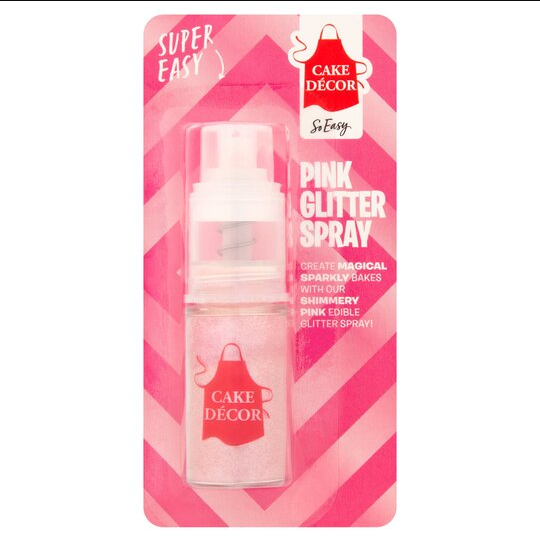 SUPER
EASY
CAKE
DÉCOR
So Easy
PINK
GLITTER
SPRAY
CREATE MAGICAL
SPARKLY BAKES
WITH OUR
SHIMMERY
PINK EDIBLE
GLITTER SPRAY!
CAKE
DÉCOR